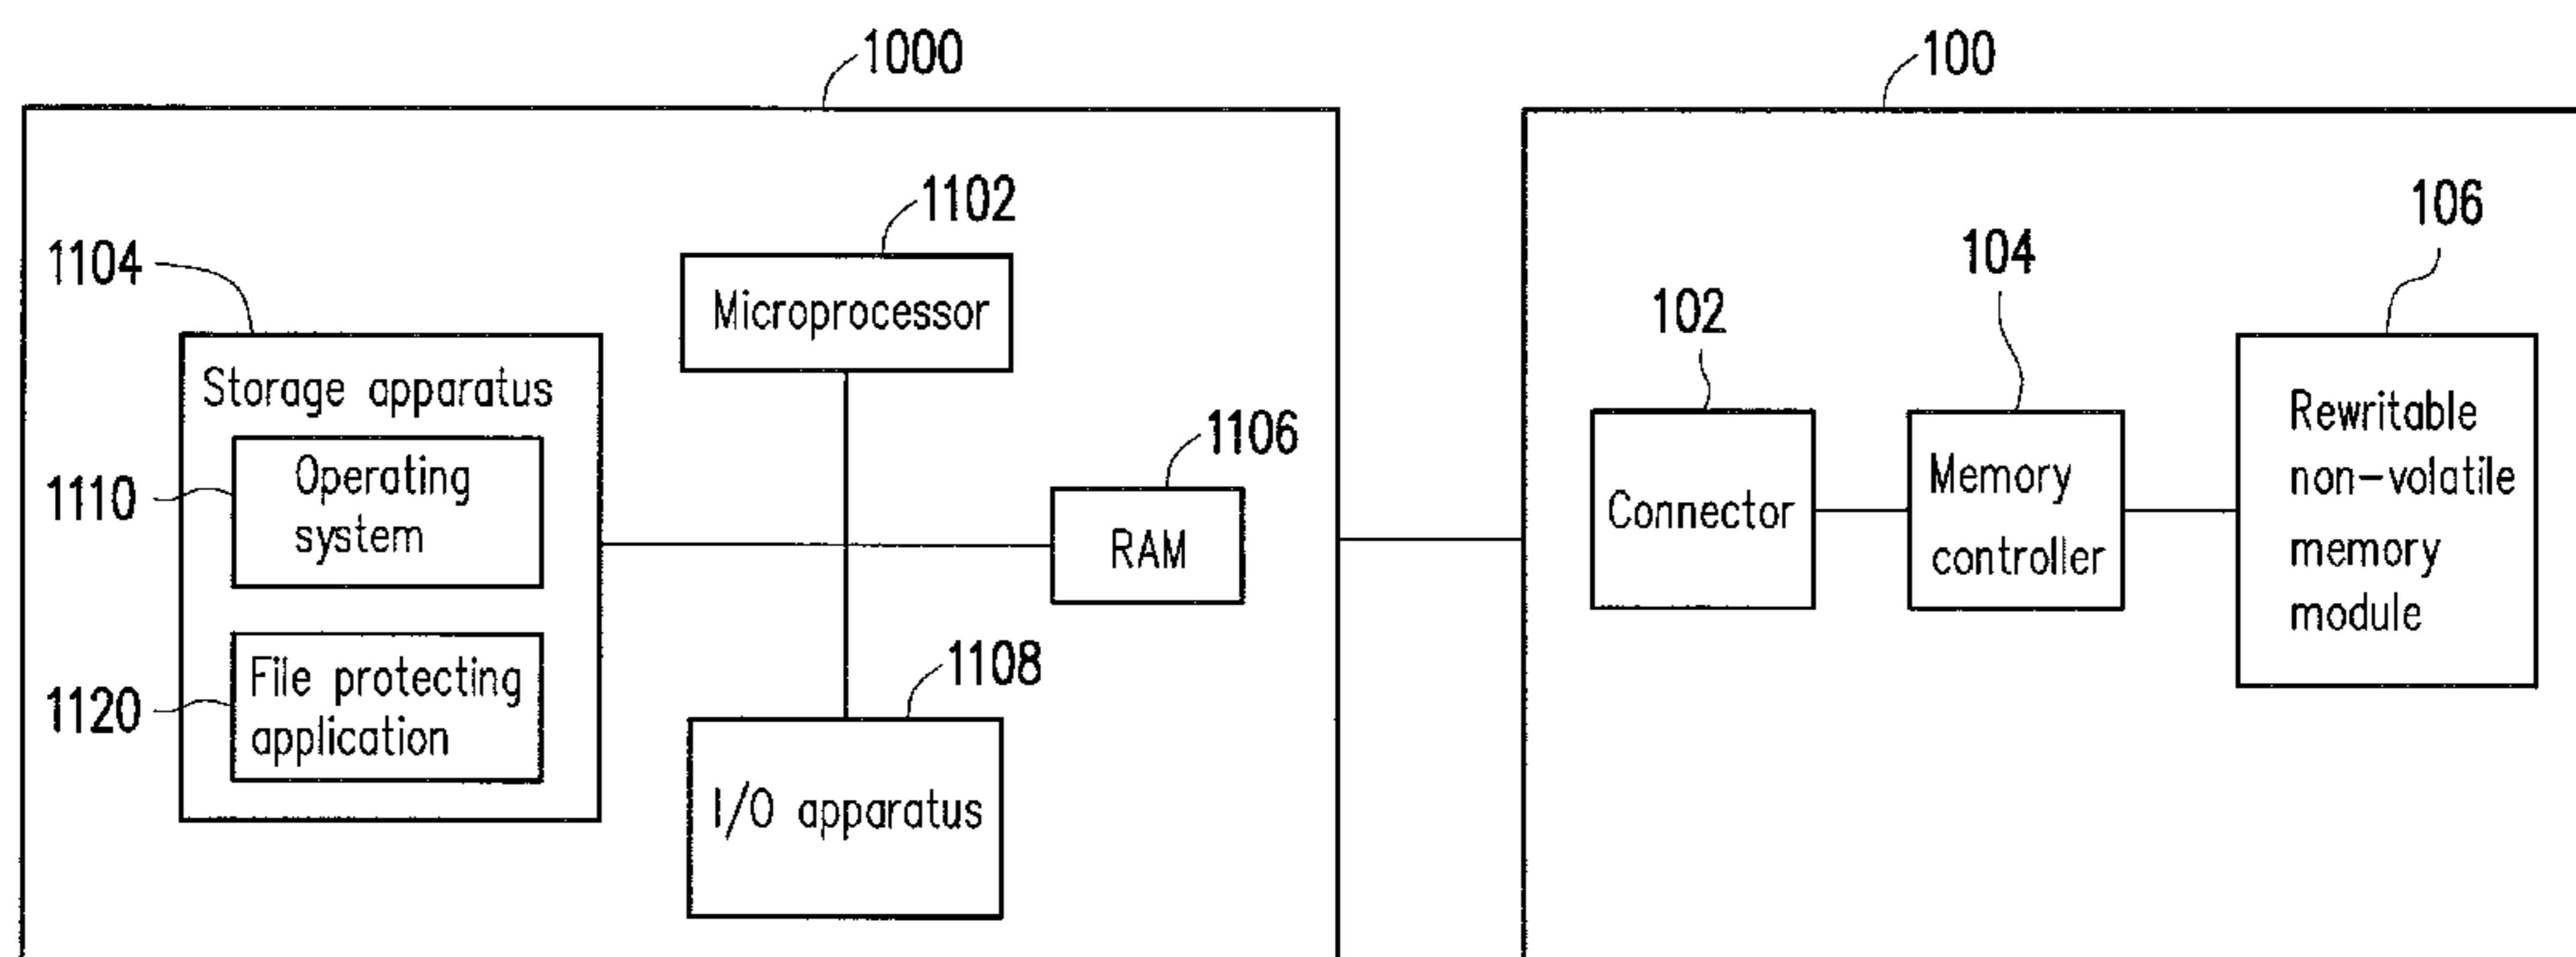 1000
100
1102
1104
Microprocessor
Storage apparatus
1110
Operating
system
1106
RAM
1120
File protecting
application
1108
I/O apparatus
102
Connector
104
Memory
controller
106
Rewritable
non-volatile
memory
module